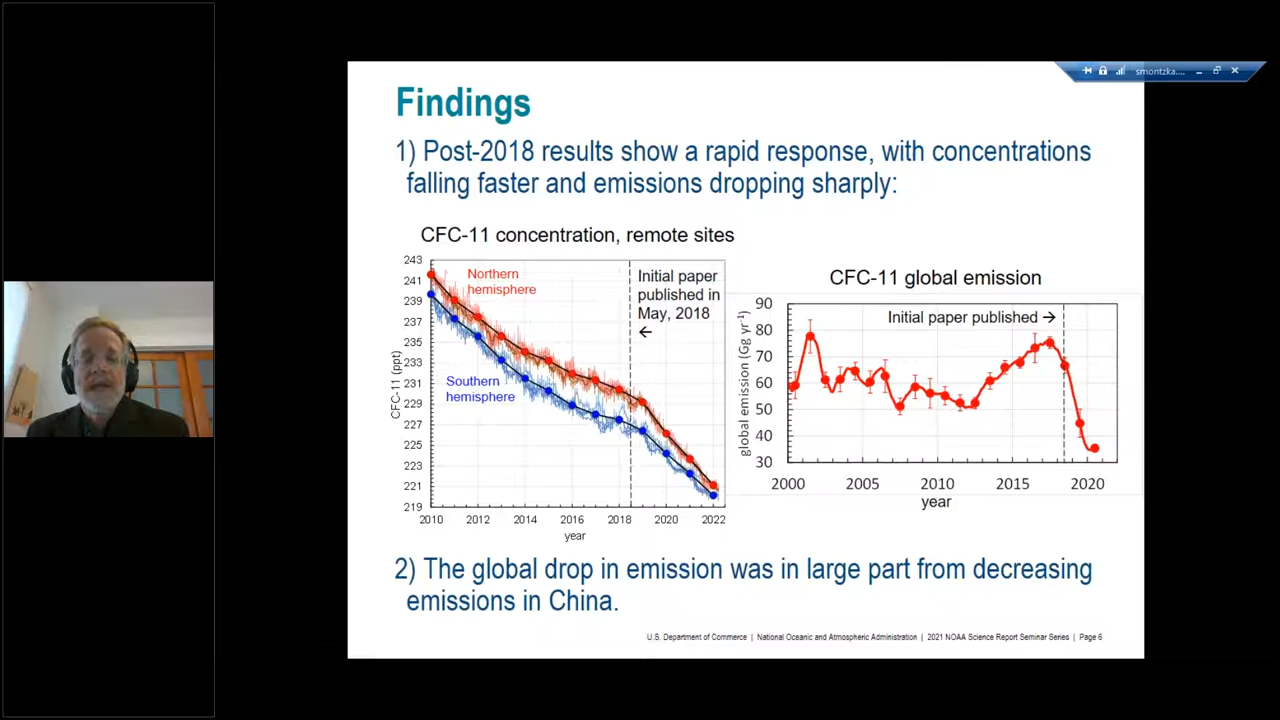 smontzka....
Findings
1) Post-2018 results show a rapid response, with concentrations
falling faster and emissions dropping sharply:
CFC-11 concentration, remote sites
243
241
239
237
235
233
231
229
227
225
223
221
219
CFC-11 (ppt)
Northern
hemisphere
Southern
hemisphere
Initial paper
published in
May, 2018
←
2010 2012 2014 2016 2018 2020 2022
year
CFC-11 global emission
90
80
70
60
50
40
30
global emission (Gg yr⁻¹)
Initial paper published →
2000 2005 2010 2015 2020
year
2) The global drop in emission was in large part from decreasing
emissions in China.
U.S. Department of Commerce | National Oceanic and Atmospheric Administration | 2021 NOAA Science Report Seminar Series | Page 6